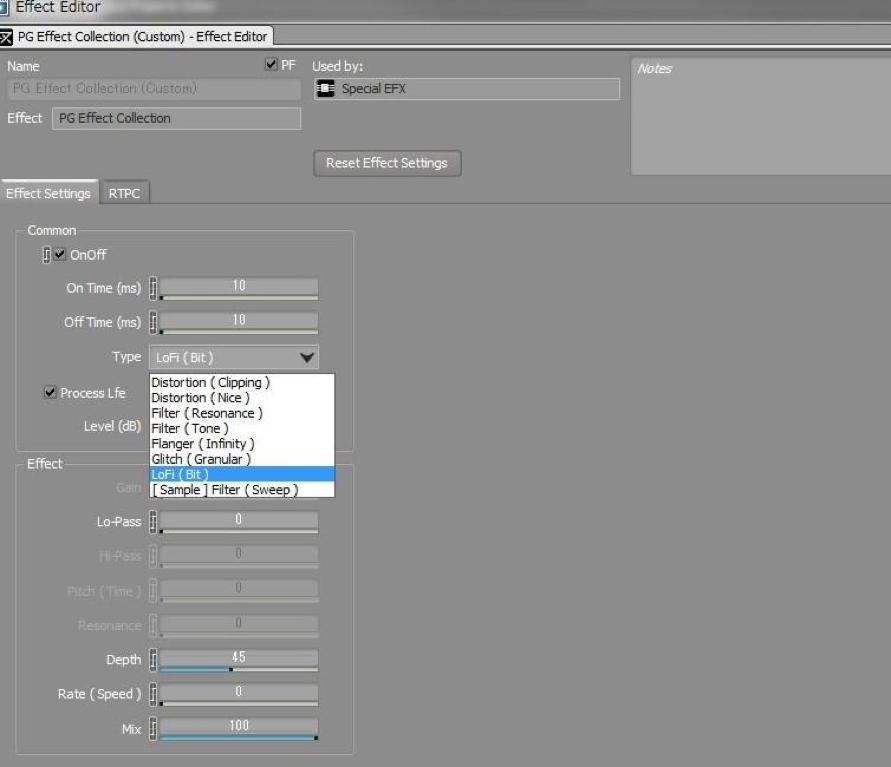 Effect Editor
PG Effect Collection (Custom) - Effect Editor
Name
PF
Used by:
Notes
PG Effect Collection (Custom)
Special EFX
Effect
PG Effect Collection
Reset Effect Settings
Effect Settings
RTPC
Common
OnOff
On Time (ms)
10
Off Time (ms)
10
Type
LoFi ( Bit )
Process Lfe
Level (dB)
Distortion ( Clipping )
Distortion ( Nice )
Filter ( Resonance )
Filter ( Tone )
Flanger ( Infinity )
Glitch ( Granular )
LoFi ( Bit )
[ Sample ] Filter ( Sweep )
Effect
Gain
Lo-Pass
0
Hi-Pass
0
Pitch ( Time )
0
Resonance
0
Depth
45
Rate ( Speed )
0
Mix
100